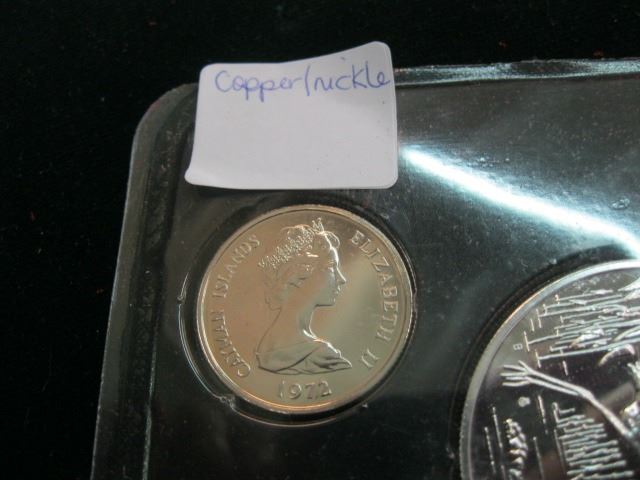 Copper/nickle
CAYMAN ISLANDS
ELIZABETH II
1972
B